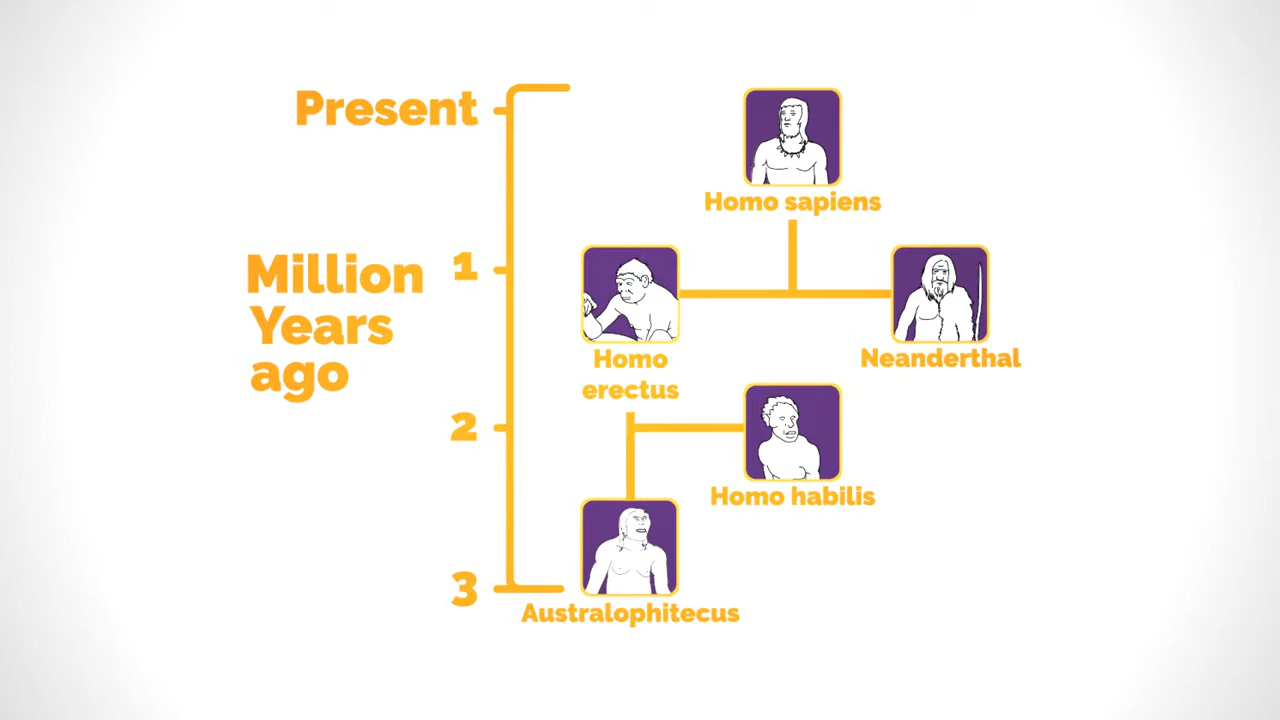 Present
Million
Years
ago
1
2
3
Homo sapiens
Homo
erectus
Neanderthal
Homo habilis
Australophitecus